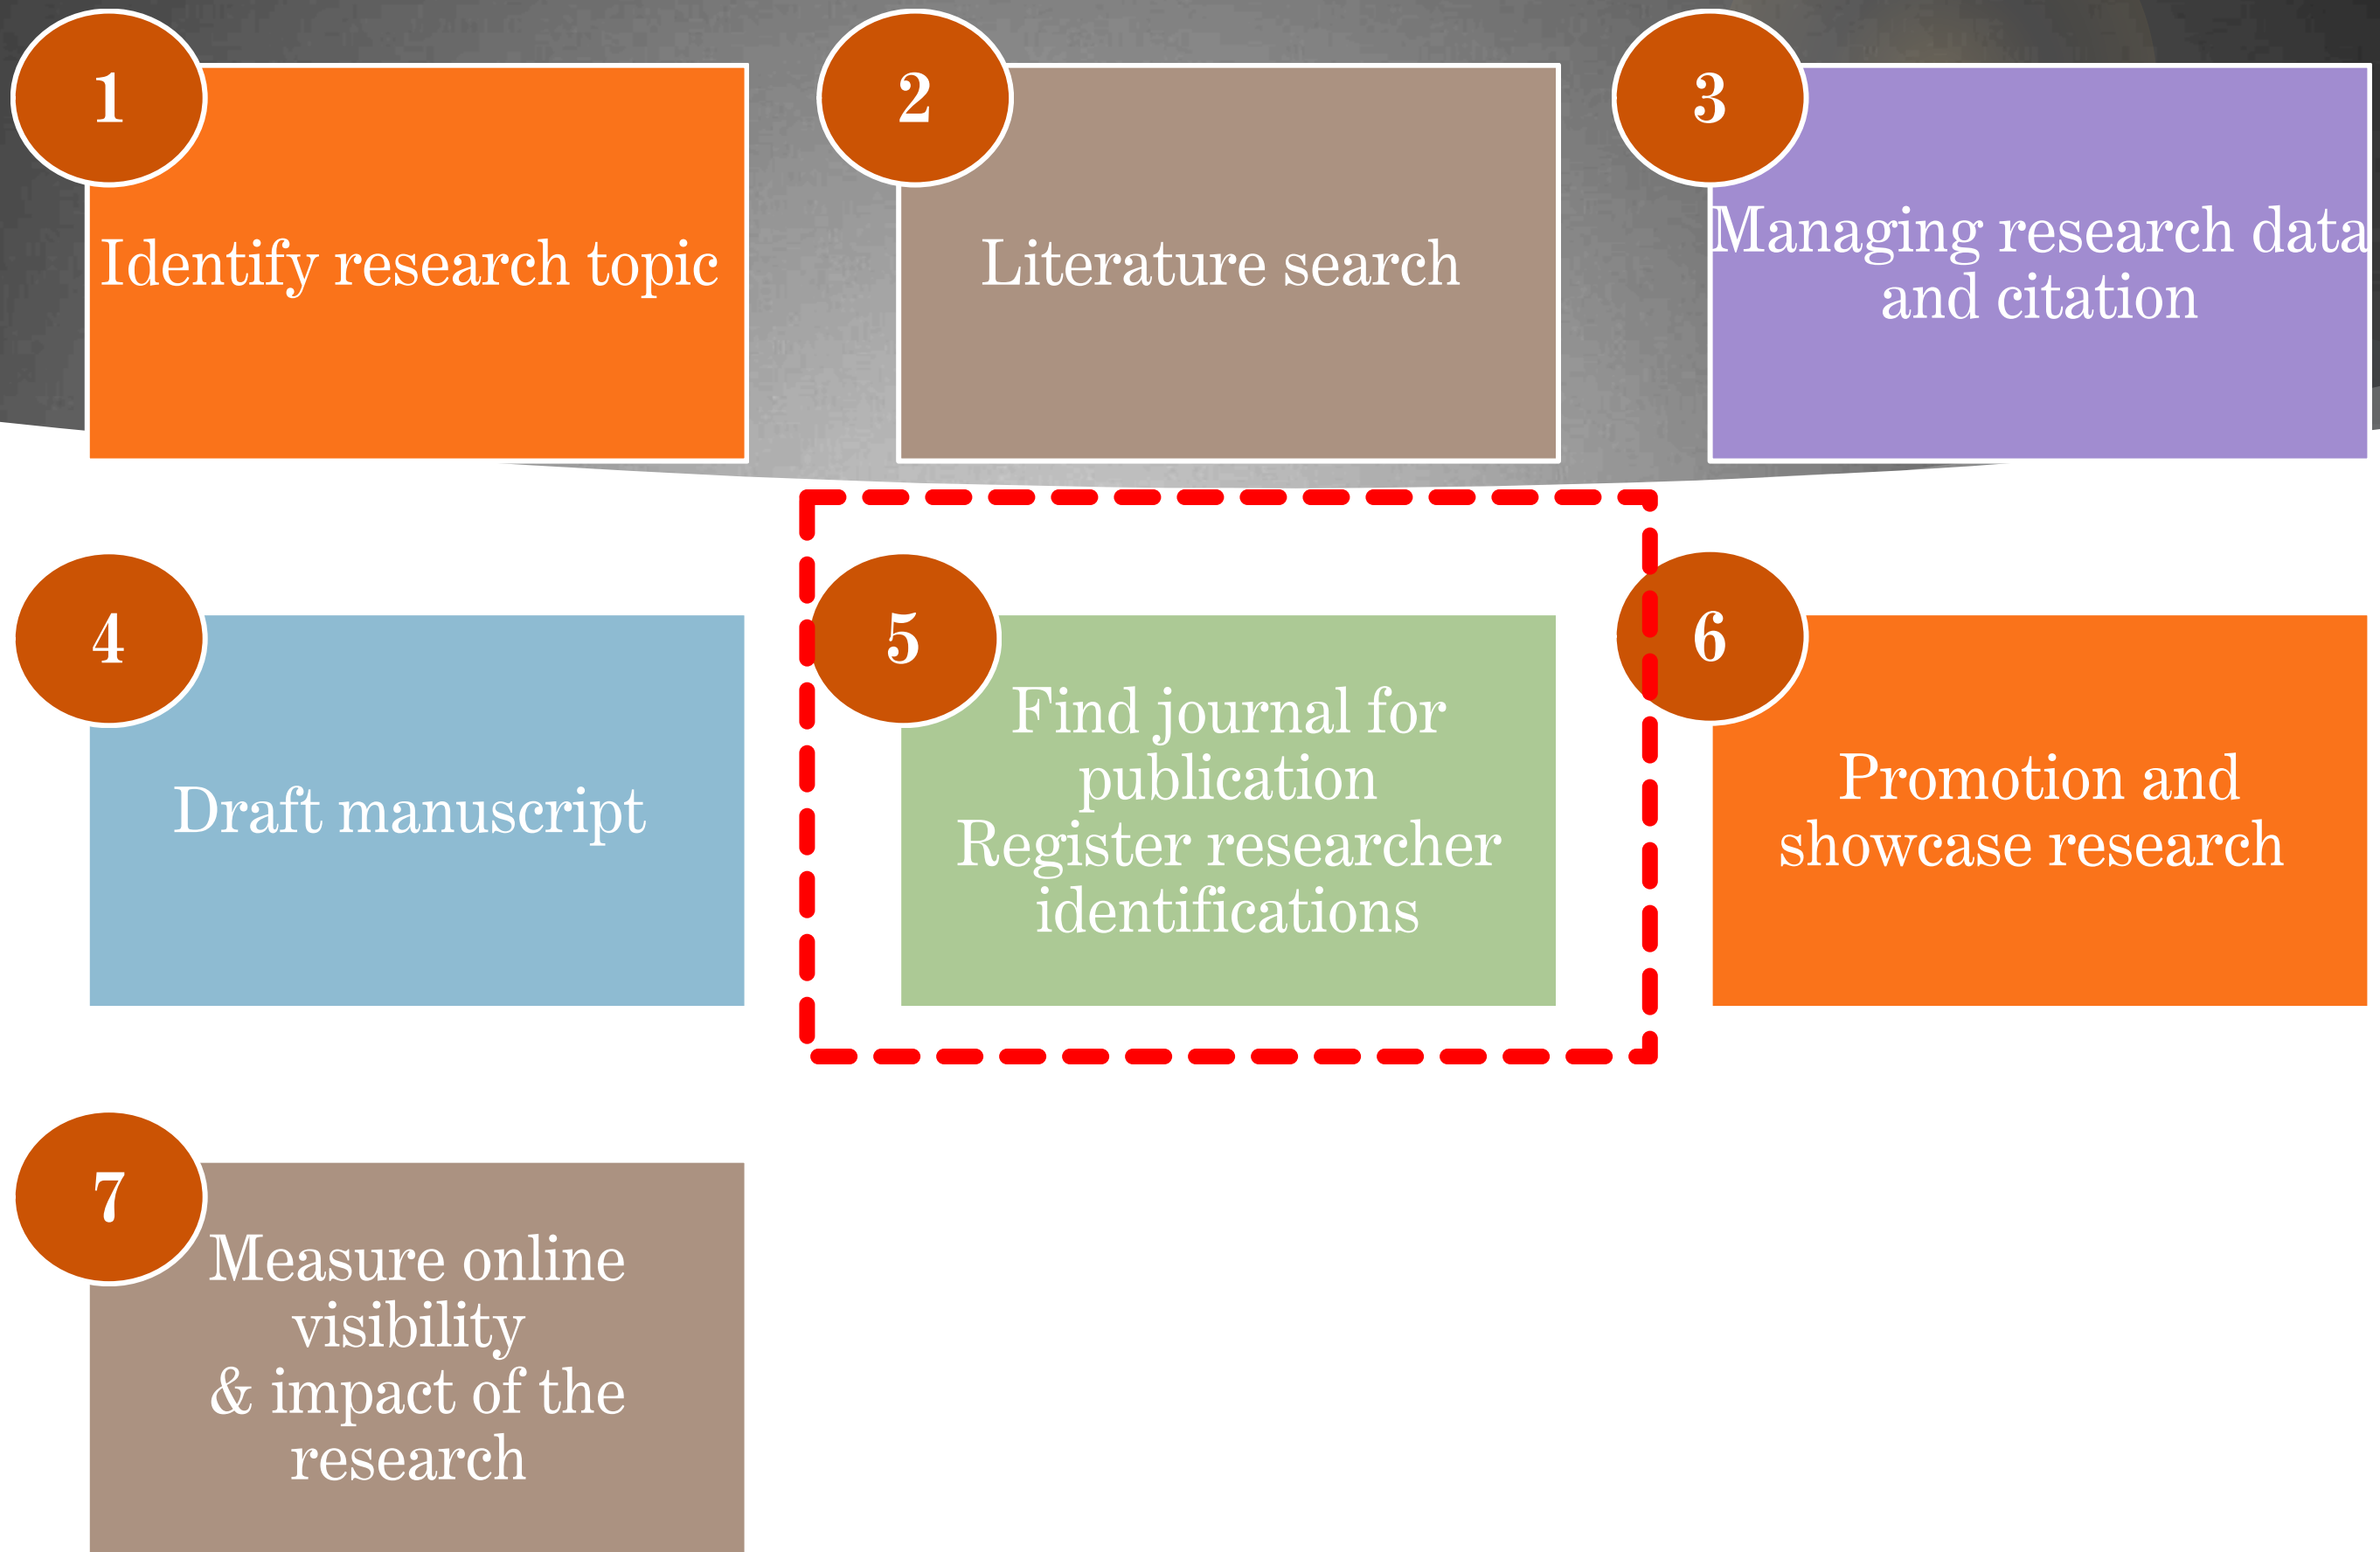 1
Identify research topic
2
Literature search
3
Managing research data
and citation
4
Draft manuscript
5
Find journal for
publication
Register researcher
identifications
6
Promotion and
showcase research
7
Measure online
visibility
& impact of the
research